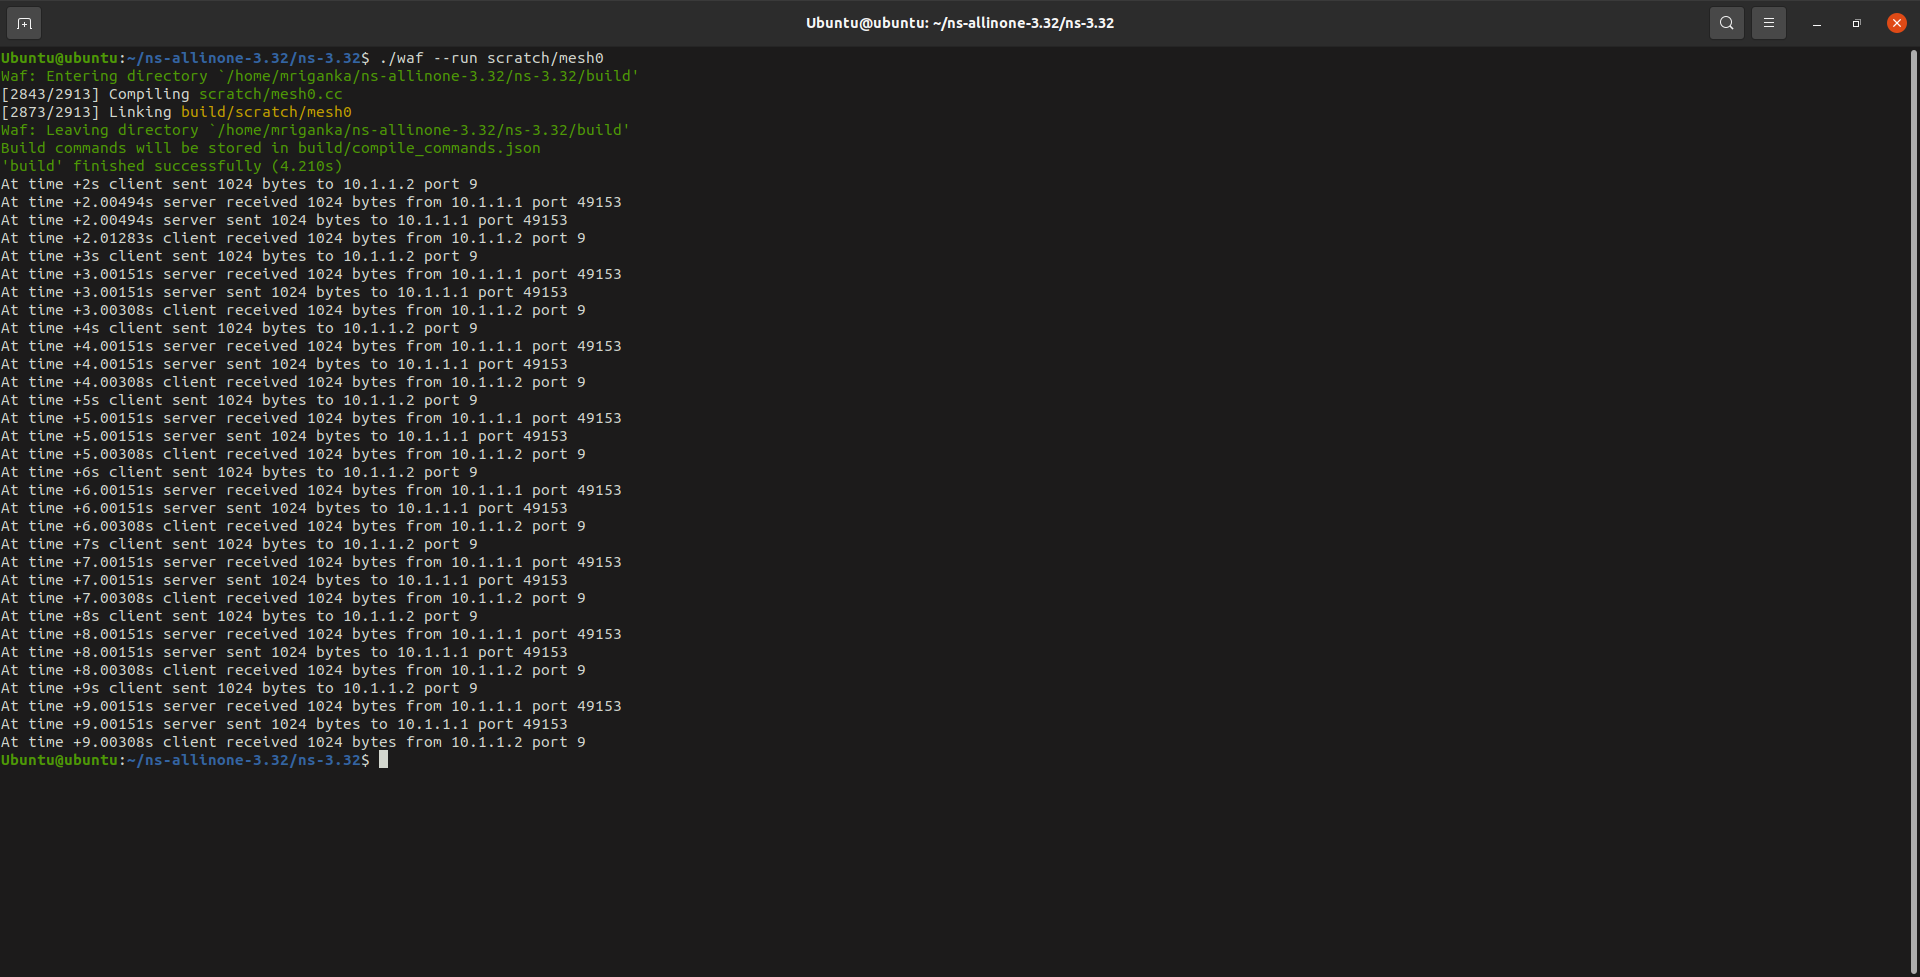 Ubuntu@ubuntu: ~/ns-allinone-3.32/ns-3.32
Ubuntu@ubuntu:~/ns-allinone-3.32/ns-3.32$ ./waf --run scratch/mesh0
Waf: Entering directory `/home/mriganka/ns-allinone-3.32/ns-3.32/build'
[2843/2913] Compiling scratch/mesh0.cc
[2873/2913] Linking build/scratch/mesh0
Waf: Leaving directory `/home/mriganka/ns-allinone-3.32/ns-3.32/build'
Build commands will be stored in build/compile_commands.json
'build' finished successfully (4.210s)
At time +2s client sent 1024 bytes to 10.1.1.2 port 9
At time +2.00494s server received 1024 bytes from 10.1.1.1 port 49153
At time +2.00494s server sent 1024 bytes to 10.1.1.1 port 49153
At time +2.01283s client received 1024 bytes from 10.1.1.2 port 9
At time +3s client sent 1024 bytes to 10.1.1.2 port 9
At time +3.00151s server received 1024 bytes from 10.1.1.1 port 49153
At time +3.00151s server sent 1024 bytes to 10.1.1.1 port 49153
At time +3.00308s client received 1024 bytes from 10.1.1.2 port 9
At time +4s client sent 1024 bytes to 10.1.1.2 port 9
At time +4.00151s server received 1024 bytes from 10.1.1.1 port 49153
At time +4.00151s server sent 1024 bytes to 10.1.1.1 port 49153
At time +4.00308s client received 1024 bytes from 10.1.1.2 port 9
At time +5s client sent 1024 bytes to 10.1.1.2 port 9
At time +5.00151s server received 1024 bytes from 10.1.1.1 port 49153
At time +5.00151s server sent 1024 bytes to 10.1.1.1 port 49153
At time +5.00308s client received 1024 bytes from 10.1.1.2 port 9
At time +6s client sent 1024 bytes to 10.1.1.2 port 9
At time +6.00151s server received 1024 bytes from 10.1.1.1 port 49153
At time +6.00151s server sent 1024 bytes to 10.1.1.1 port 49153
At time +6.00308s client received 1024 bytes from 10.1.1.2 port 9
At time +7s client sent 1024 bytes to 10.1.1.2 port 9
At time +7.00151s server received 1024 bytes from 10.1.1.1 port 49153
At time +7.00151s server sent 1024 bytes to 10.1.1.1 port 49153
At time +7.00308s client received 1024 bytes from 10.1.1.2 port 9
At time +8s client sent 1024 bytes to 10.1.1.2 port 9
At time +8.00151s server received 1024 bytes from 10.1.1.1 port 49153
At time +8.00151s server sent 1024 bytes to 10.1.1.1 port 49153
At time +8.00308s client received 1024 bytes from 10.1.1.2 port 9
At time +9s client sent 1024 bytes to 10.1.1.2 port 9
At time +9.00151s server received 1024 bytes from 10.1.1.1 port 49153
At time +9.00151s server sent 1024 bytes to 10.1.1.1 port 49153
At time +9.00308s client received 1024 bytes from 10.1.1.2 port 9
Ubuntu@ubuntu:~/ns-allinone-3.32/ns-3.32$